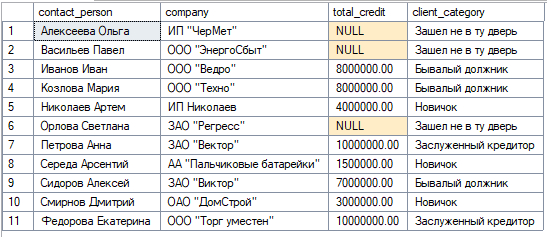 contact_person company total_credit client_category
1 Алексеева Ольга ИП "ЧерМет" NULL Зашел не в ту дверь
2 Васильев Павел ООО "ЭнергоСбыт" NULL Зашел не в ту дверь
3 Иванов Иван ООО "Ведро" 8000000.00 Бывалый должник
4 Козлова Мария ООО "Техно" 8000000.00 Бывалый должник
5 Николаев Артем ИП Николаев 4000000.00 Новичок
6 Орлова Светлана ЗАО "Регресс" NULL Зашел не в ту дверь
7 Петрова Анна ЗАО "Вектор" 10000000.00 Заслуженный кредитор
8 Середа Арсентий АА "Пальчиковые батарейки" 1500000.00 Новичок
9 Сидоров Алексей ЗАО "Виктор" 7000000.00 Бывалый должник
10 Смирнов Дмитрий ОАО "ДомСтрой" 3000000.00 Новичок
11 Федорова Екатерина ООО "Торг уместен" 10000000.00 Заслуженный кредитор